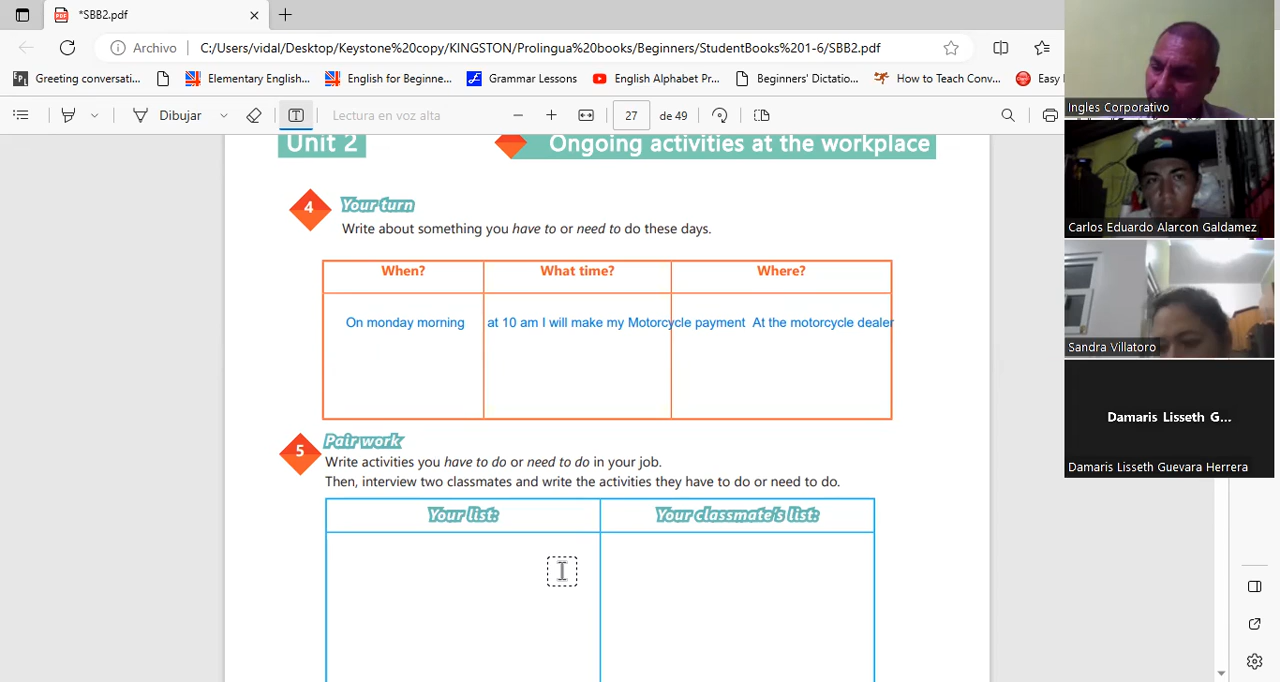 *SBB2.pdf
Archivo
C:/Users/vidal/Desktop/Keystone%20copy/KINGSTON/Prolingua%20books/Beginners/StudentBooks%201-6/SBB2.pdf
Greeting conversati...
Elementary English...
English for Beginne...
Grammar Lessons
English Alphabet Pr...
Beginners' Dictatio...
How to Teach Conv...
Easy
Dibujar
Lectura en voz alta
27
de 49
Unit 2
Ongoing activities at the workplace
4
Your turn
Write about something you have to or need to do these days.
When?
What time?
Where?
On monday morning
at 10 am I will make my Motorcycle payment
At the motorcycle dealer
5
Pair work
Write activities you have to do or need to do in your job.
Then, interview two classmates and write the activities they have to do or need to do.
Your list:
Your classmate's list:
Ingles Corporativo
Carlos Eduardo Alarcon Galdamez
Sandra Villatoro
Damaris Lisseth G...
Damaris Lisseth Guevara Herrera